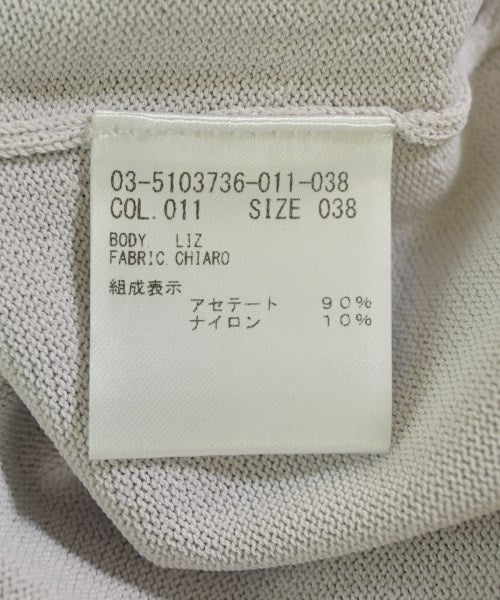 03-5103736-011-038
COL. 011 SIZE 038
BODY. LIZ
FABRIC. CHIARO
組成表示
アセテート 90%
ナイロン 10%